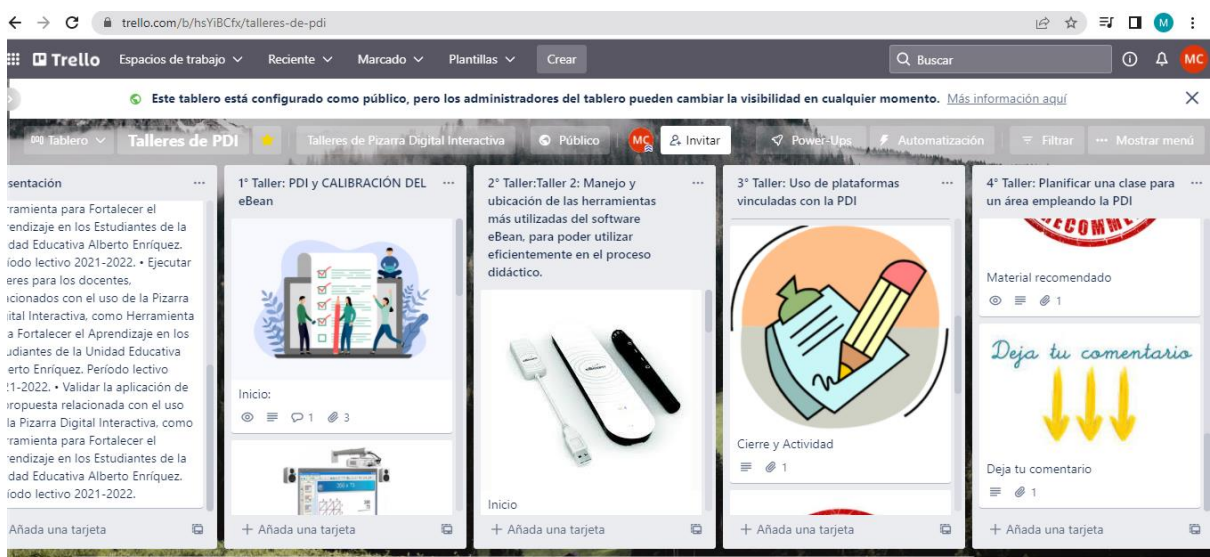 trello.com/b/hsYiBCfx/talleres-de-pdi
M
Trello Espacios de trabajo Reciente Marcado Plantillas Crear Buscar MC
Este tablero está configurado como público, pero los administradores del tablero pueden cambiar la visibilidad en cualquier momento. Más información aquí
Tablero Talleres de PDI Talleres de Pizarra Digital Interactiva Público MC Invitar Power-Ups Automatización Filtrar Mostrar menú
sentación
rramienta para Fortalecer el
rendizaje en los Estudiantes de la
dad Educativa Alberto Enríquez.
íodo lectivo 2021-2022. • Ejecutar
eres para los docentes,
acionados con el uso de la Pizarra
ital Interactiva, como Herramienta
a Fortalecer el Aprendizaje en los
udiantes de la Unidad Educativa
erto Enríquez. Período lectivo
21-2022. • Validar la aplicación de
propuesta relacionada con el uso
la Pizarra Digital Interactiva, como
rramienta para Fortalecer el
rendizaje en los Estudiantes de la
dad Educativa Alberto Enríquez.
íodo lectivo 2021-2022.
Añada una tarjeta
1° Taller: PDI y CALIBRACIÓN DEL
eBean
Inicio:
1 3
+ Añada una tarjeta
2° Taller:Taller 2: Manejo y
ubicación de las herramientas
más utilizadas del software
eBean, para poder utilizar
eficientemente en el proceso
didáctico.
Inicio
+ Añada una tarjeta
3° Taller: Uso de plataformas
vinculadas con la PDI
Cierre y Actividad
1
+ Añada una tarjeta
4° Taller: Planificar una clase para
un área empleando la PDI
RECOMM
Material recomendado
1
Deja tu comentario
Deja tu comentario
1
+ Añada una tarjeta